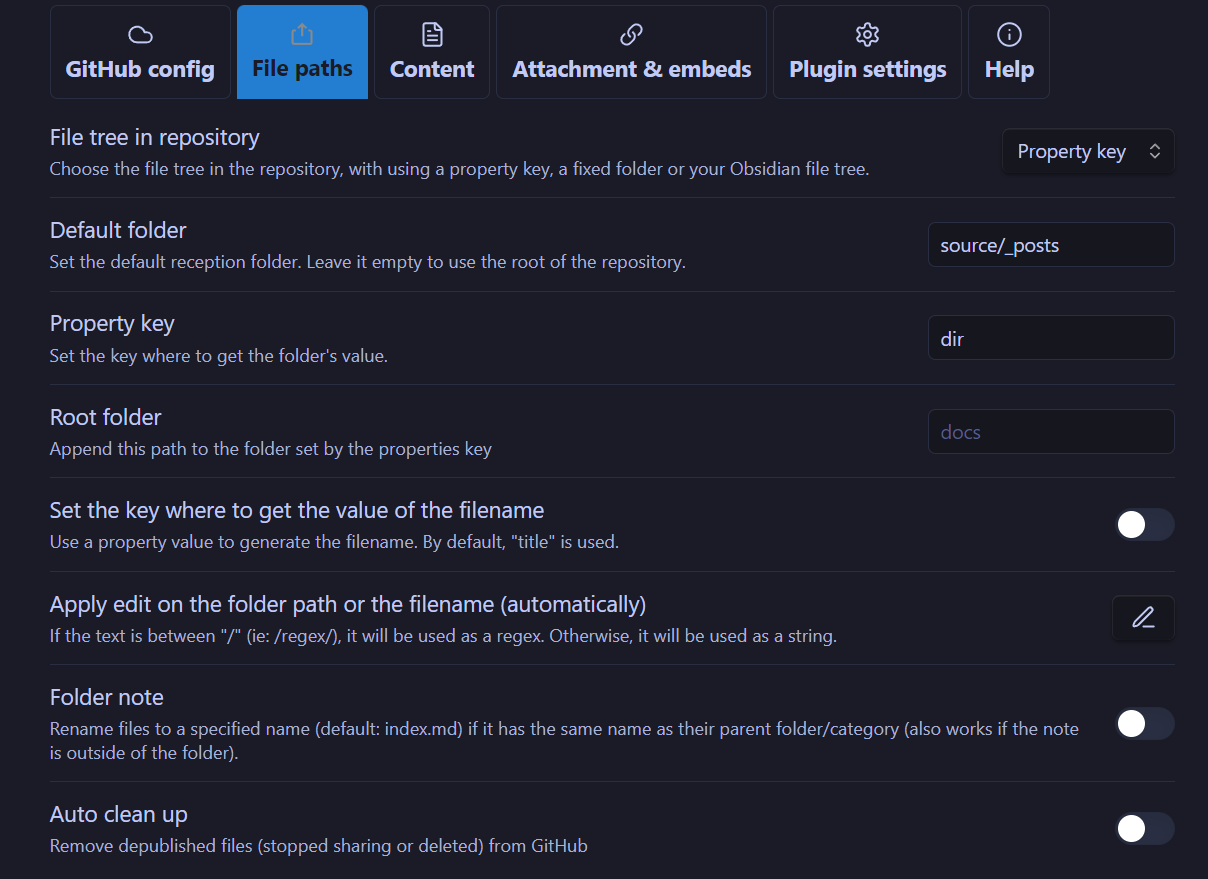 GitHub config
File paths
Content
Attachment & embeds
Plugin settings
Help
File tree in repository
Choose the file tree in the repository, with using a property key, a fixed folder or your Obsidian file tree.
Property key
Default folder
Set the default reception folder. Leave it empty to use the root of the repository.
source/_posts
Property key
Set the key where to get the folder's value.
dir
Root folder
Append this path to the folder set by the properties key
docs
Set the key where to get the value of the filename
Use a property value to generate the filename. By default, "title" is used.
Apply edit on the folder path or the filename (automatically)
If the text is between "/" (ie: /regex/), it will be used as a regex. Otherwise, it will be used as a string.
Folder note
Rename files to a specified name (default: index.md) if it has the same name as their parent folder/category (also works if the note
is outside of the folder).
Auto clean up
Remove depublished files (stopped sharing or deleted) from GitHub